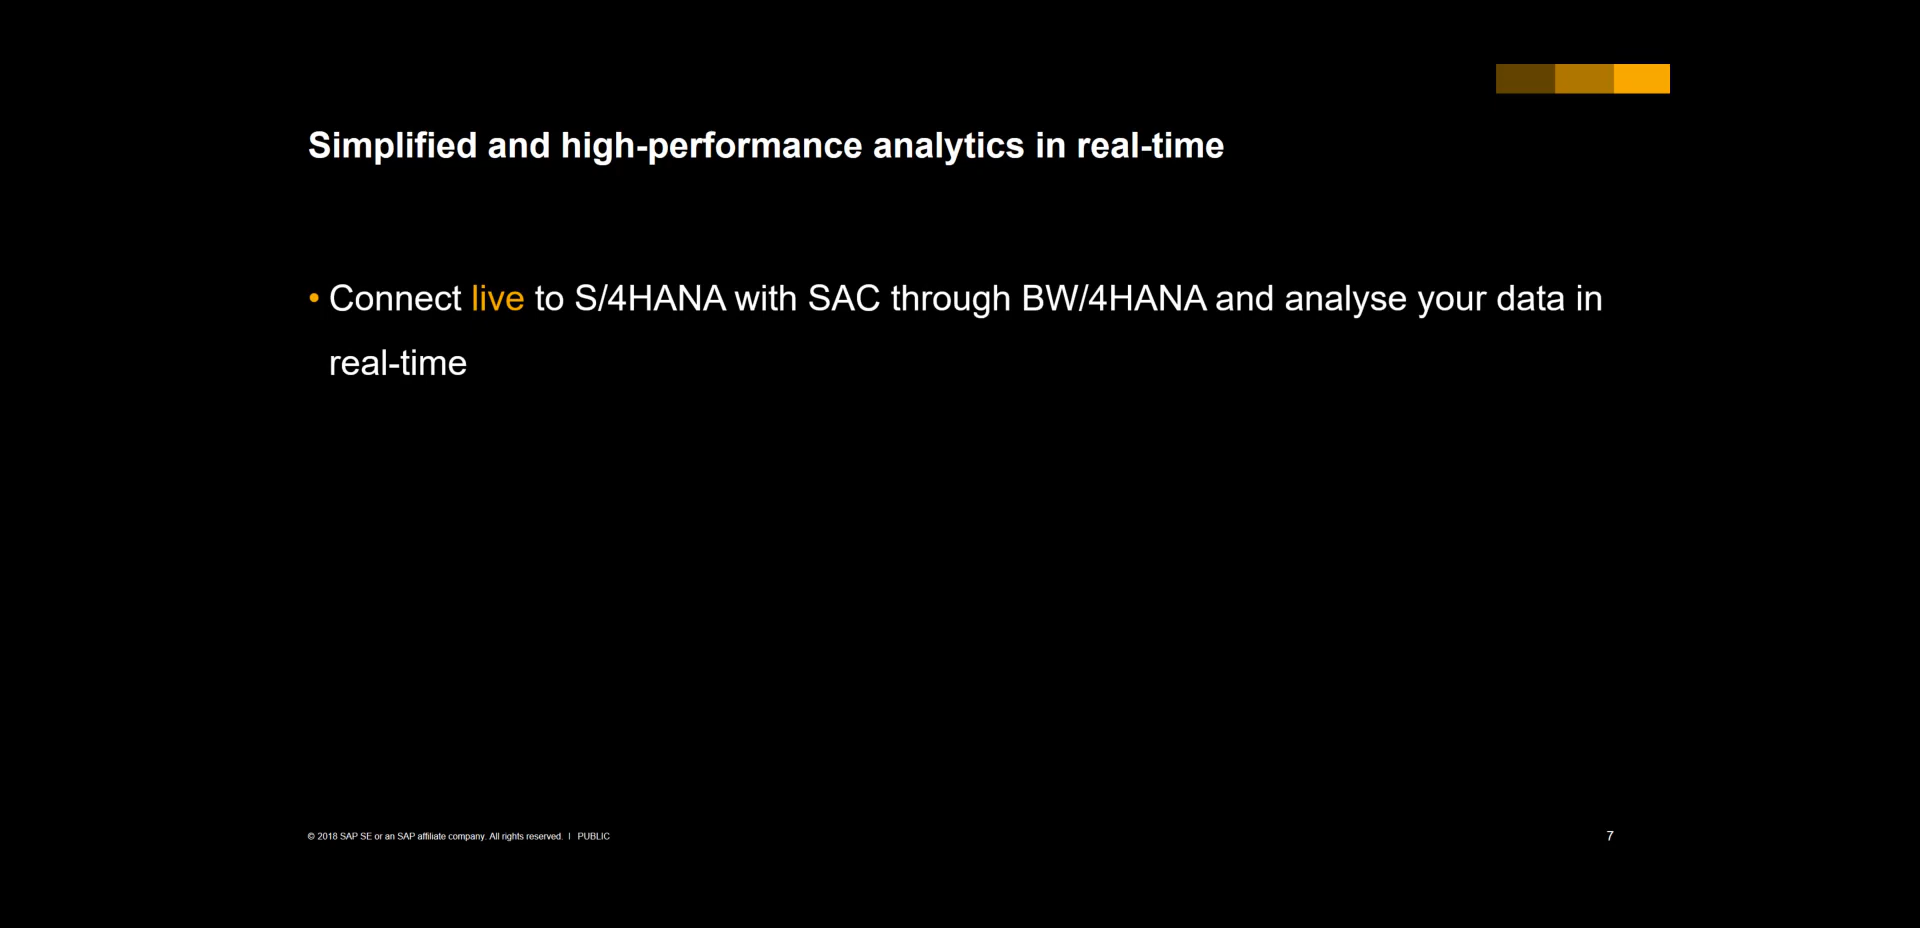 Simplified and high-performance analytics in real-time
• Connect live to S/4HANA with SAC through BW/4HANA and analyse your data in
real-time
© 2018 SAP SE or an SAP affiliate company. All rights reserved. | PUBLIC
7